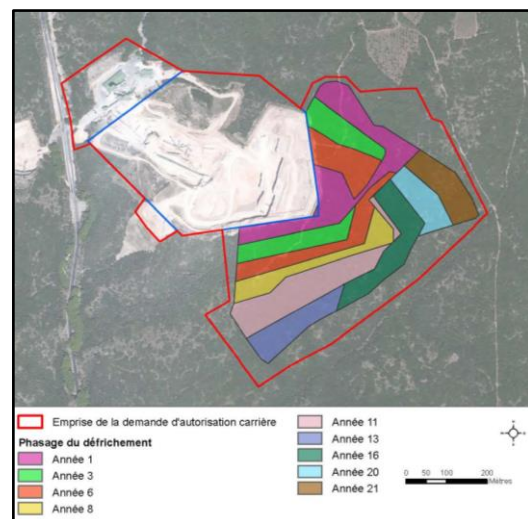 Emprise de la demande d'autorisation carrière
Phasage du défrichement
Année 1
Année 3
Année 6
Année 8
Année 11
Année 13
Année 16
Année 20
Année 21
0 50 100 200
Mètres